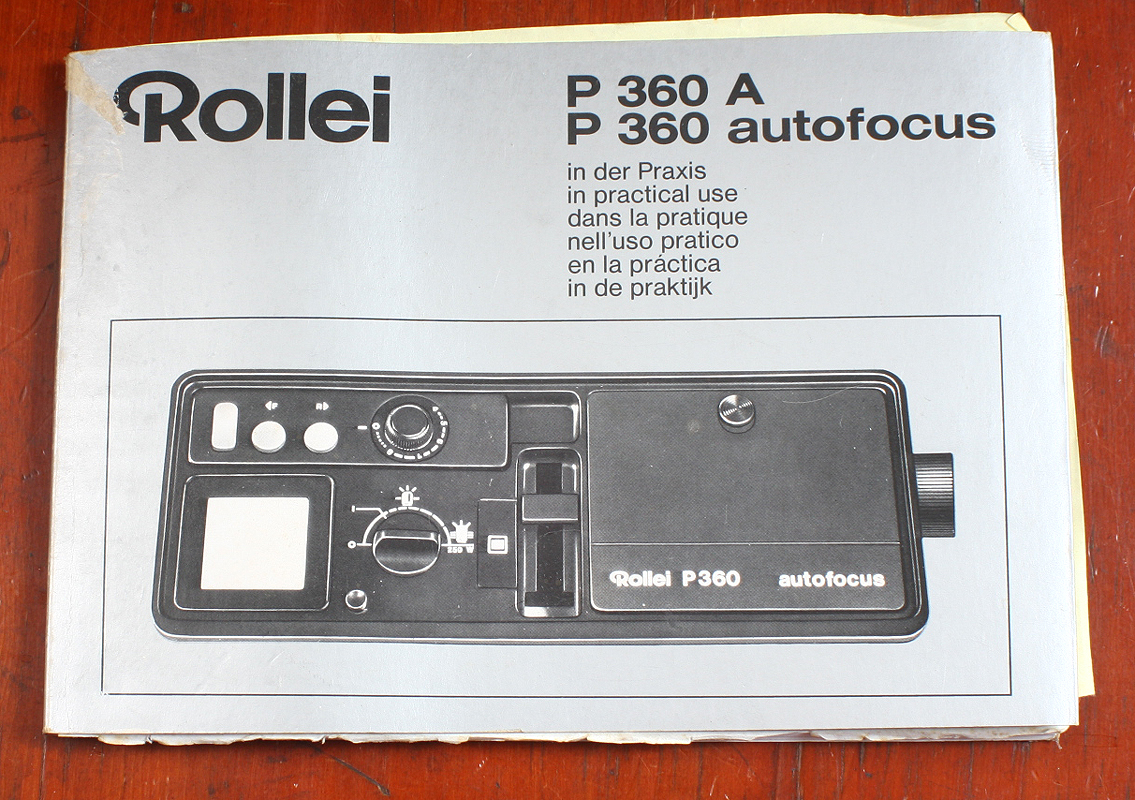 Rollei
P 360 A
P 360 autofocus
in der Praxis
in practical use
dans la pratique
nell'uso pratico
en la práctica
in de praktijk
Rollei P360 autofocus